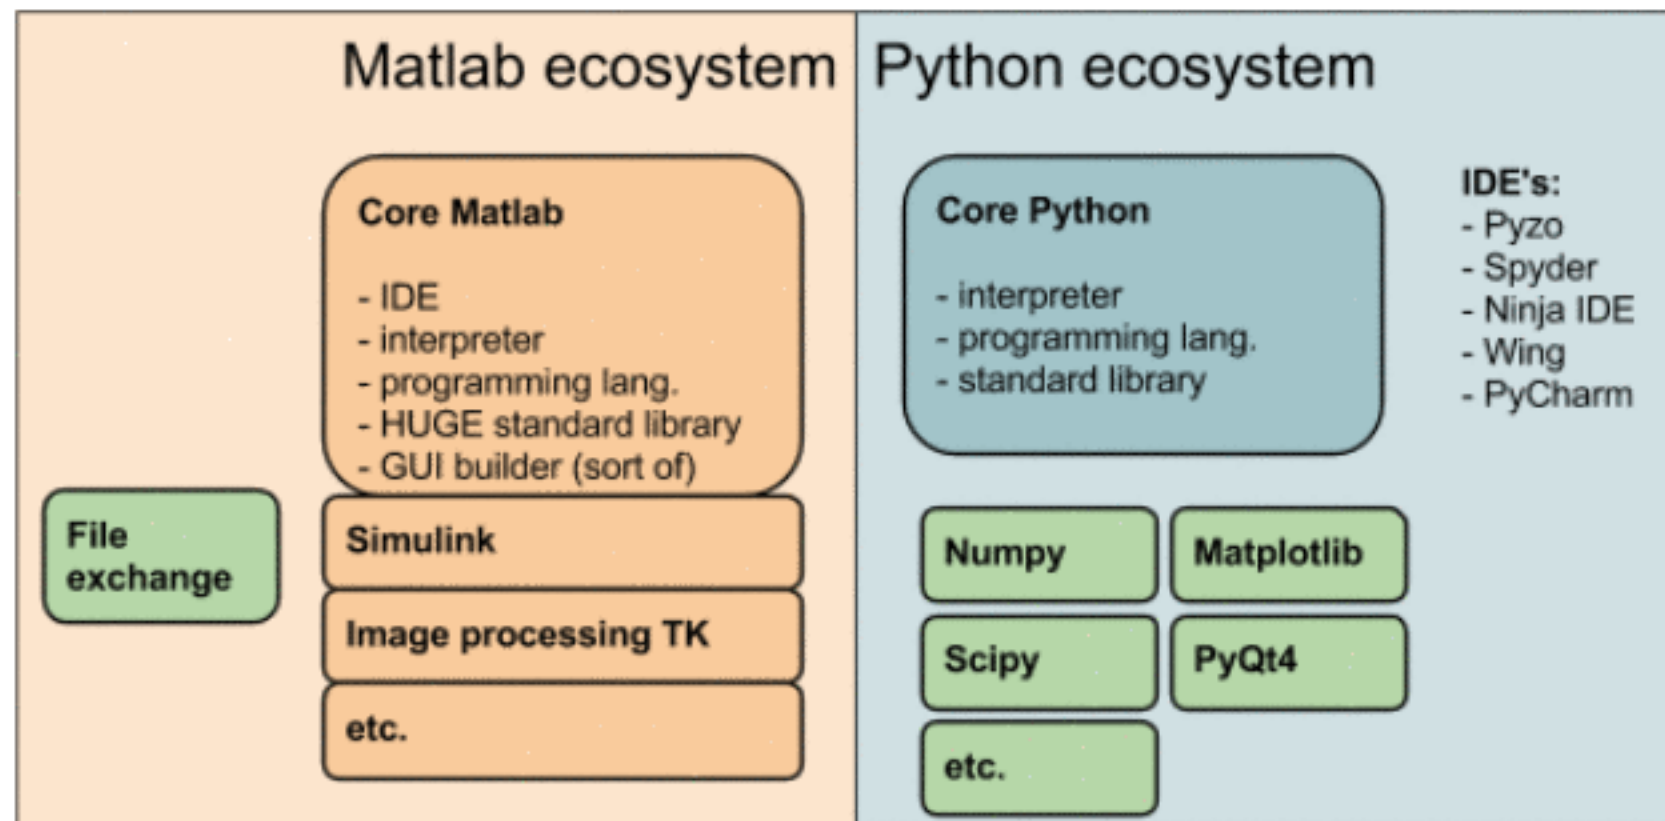 Matlab ecosystem
Core Matlab
- IDE
- interpreter
- programming lang.
- HUGE standard library
- GUI builder (sort of)
File
exchange
Simulink
Image processing TK
etc.
Python ecosystem
Core Python
- interpreter
- programming lang.
- standard library
IDE's:
- Pyzo
- Spyder
- Ninja IDE
- Wing
- PyCharm
Numpy
Matplotlib
Scipy
PyQt4
etc.